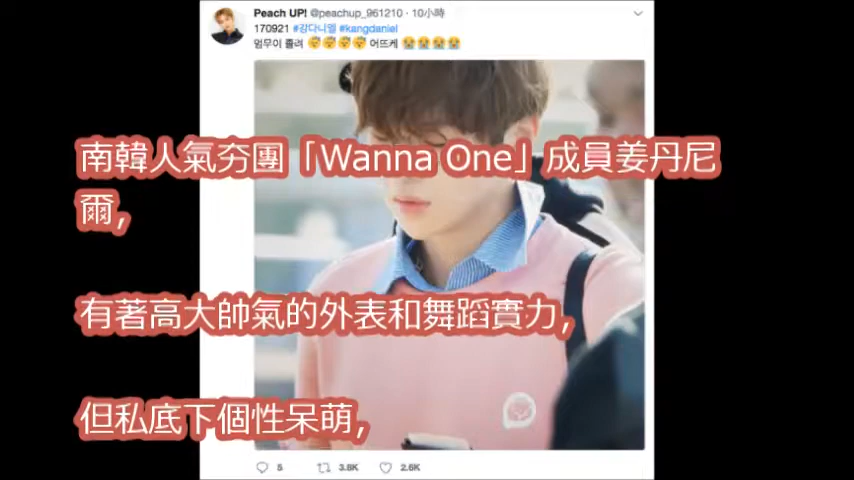 Peach UP! @peachup_961210 · 10小時
170921 #강다니엘 #kangdaniel
엄무이 졸려 😴😴😴😴 어뜨케 😭😭😭😭
南韓人氣夯團「Wanna One」成員姜丹尼
爾，
有著高大帥氣的外表和舞蹈實力，
但私底下個性呆萌，
5 3.8K 2.6K